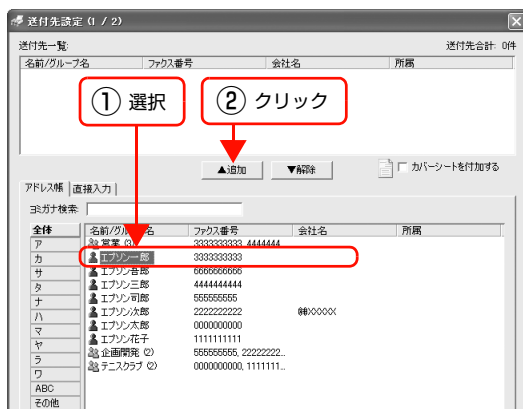 送付先設定 (1 / 2)
送付先一覧: 送付先合計: 0件
名前/グループ名 ファクス番号 会社名 所属
① 選択 ② クリック
▲追加 ▼解除 カバーシートを付加する
アドレス帳 直接入力
ヨミガナ検索:
全体 名前/グル 名 ファクス番号 会社名 所属
ア 営業 (3) 3333333333, 4444444
カ エプソン一郎 3333333333
サ エプソン吾郎 6666666666
タ エプソン三郎 4444444444
ナ エプソン司郎 555555555
ハ エプソン次郎 2222222222 ㈱XXXXX
マ エプソン太郎 0000000000
ヤ エプソン花子 1111111111
ラ 企画開発 (2) 555555555, 22222222...
ワ テニスクラブ (2) 0000000000, 1111111...
ABC
その他